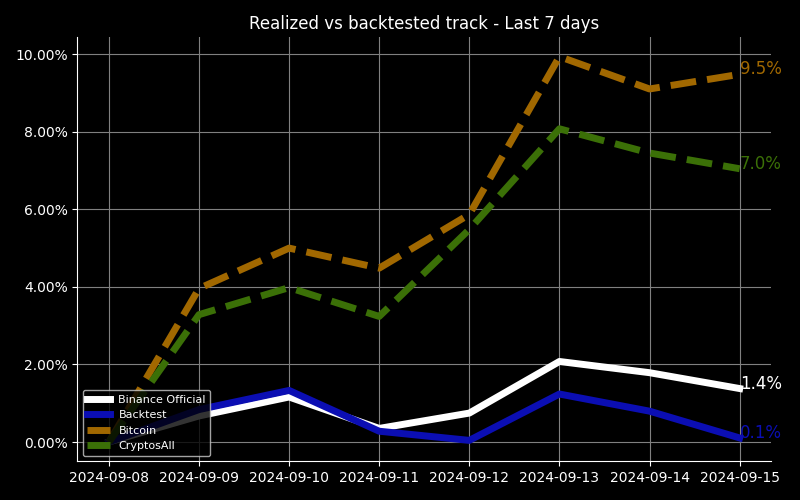 Realized vs backtested track - Last 7 days
10.00%
8.00%
6.00%
4.00%
2.00%
0.00%
9.5%
7.0%
1.4%
0.1%
Binance Official
Backtest
Bitcoin
CryptosAll
2024-09-08 2024-09-09 2024-09-10 2024-09-11 2024-09-12 2024-09-13 2024-09-14 2024-09-15